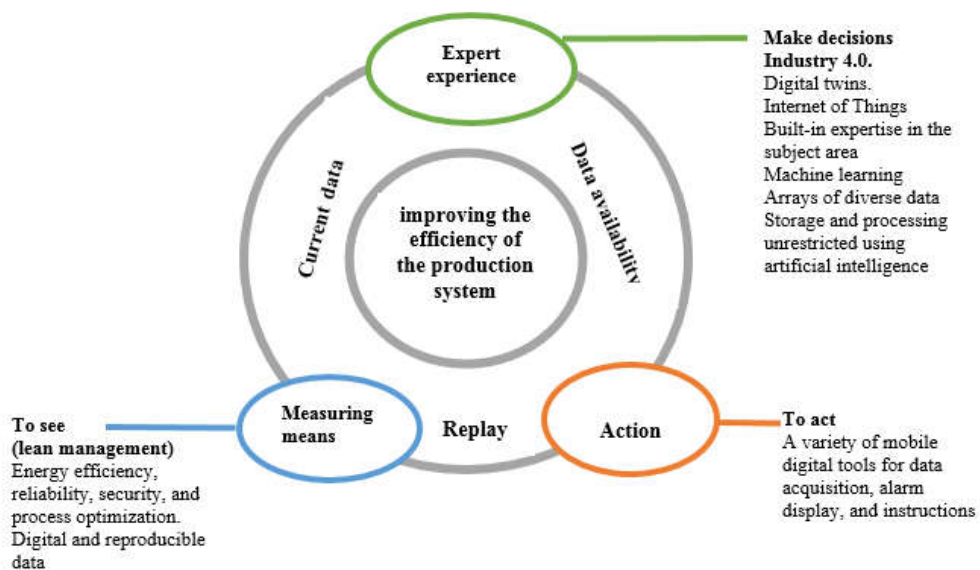 Expert
experience
Make decisions
Industry 4.0.
Digital twins.
Internet of Things
Built-in expertise in the
subject area
Machine learning
Arrays of diverse data
Storage and processing
unrestricted using
artificial intelligence
Current data
Data availability
improving the
efficiency of
the production
system
Measuring
means
Replay
Action
To see
(lean management)
Energy efficiency,
reliability, security, and
process optimization.
Digital and reproducible
data
To act
A variety of mobile
digital tools for data
acquisition, alarm
display, and instructions